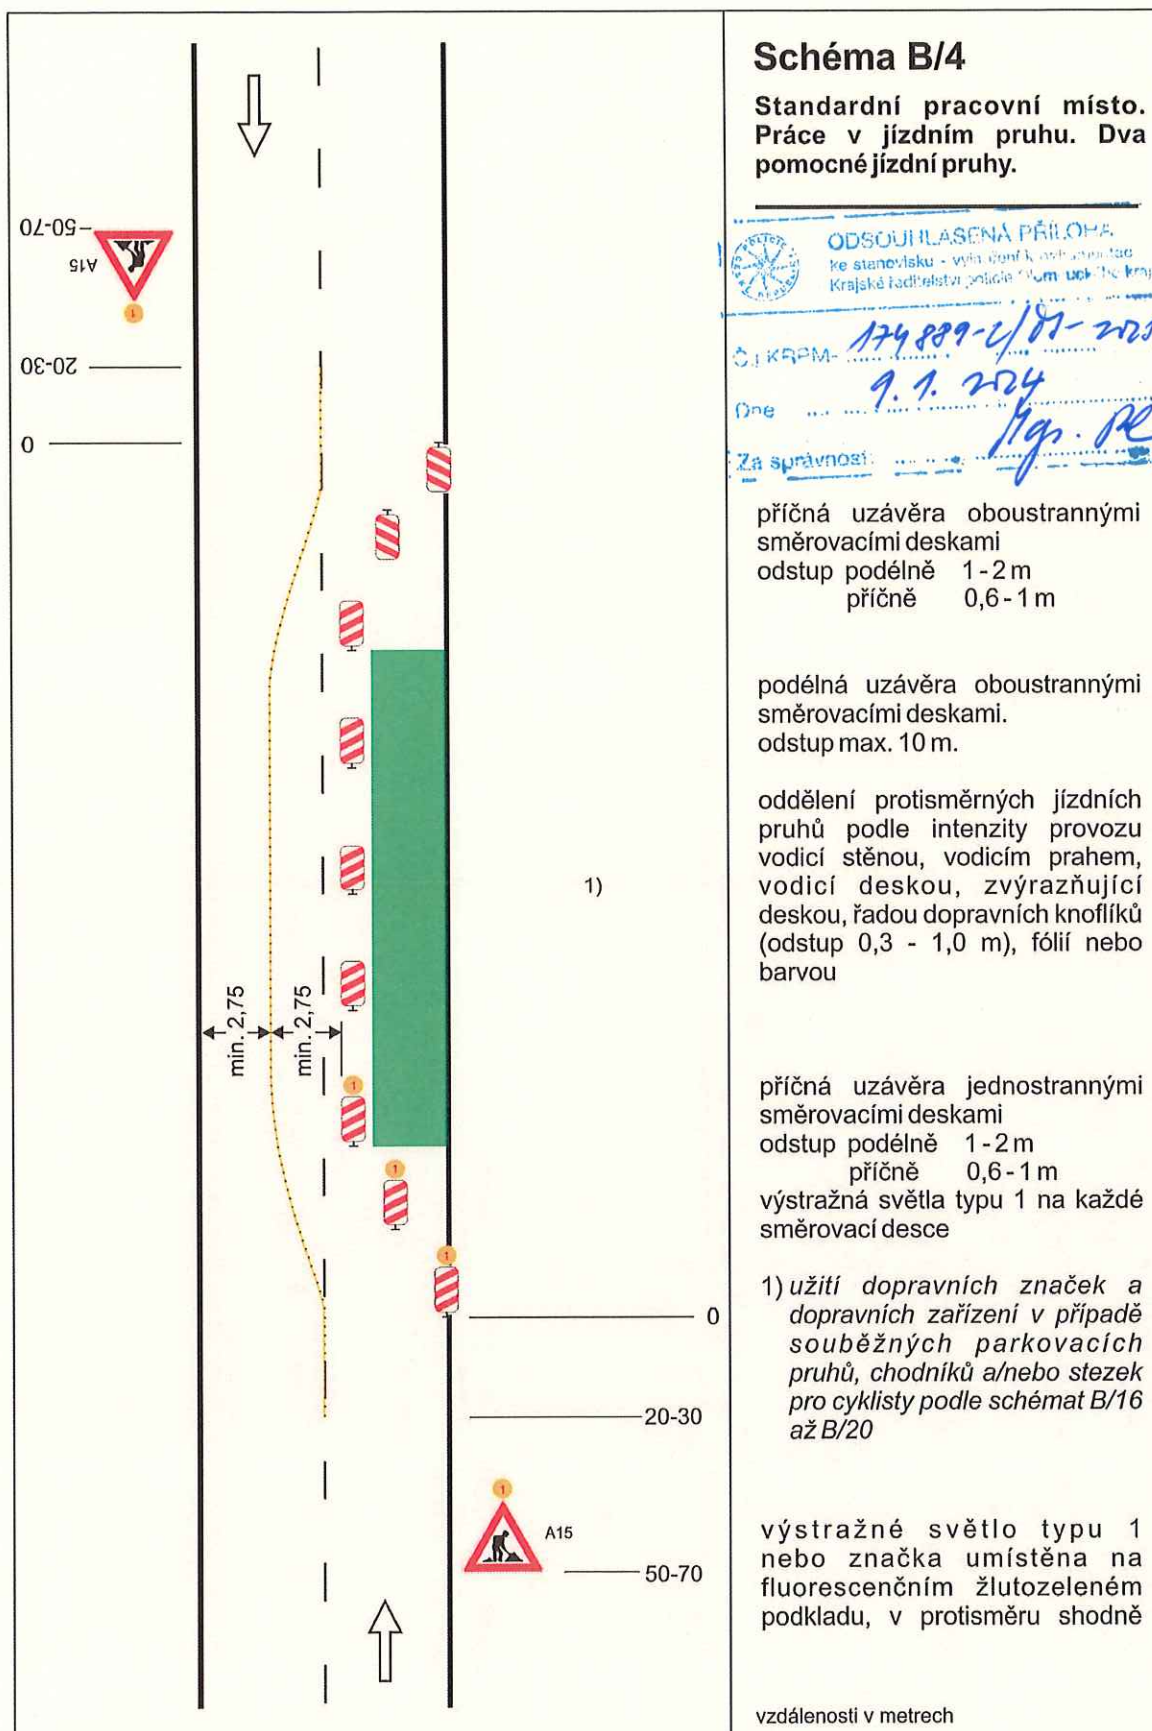 Schéma B/4
Standardní pracovní místo.
Práce v jízdním pruhu. Dva
pomocné jízdní pruhy.
ODSOUHLASENÁ PŘÍLOHA
ke stanovisku -
Krajské ředitelství policie
Č.j. KRPM-
Dne 9. 1. 2024
Za správnost: Mgr.
příčná uzávěra oboustrannými
směrovacími deskami
odstup podélně 1-2 m
příčně 0,6-1 m
podélná uzávěra oboustrannými
směrovacími deskami.
odstup max. 10 m.
oddělení protisměrných jízdních
pruhů podle intenzity provozu
vodicí stěnou, vodicím prahem,
vodicí deskou, zvýrazňující
deskou, řadou dopravních knoflíků
(odstup 0,3 - 1,0 m), fólií nebo
barvou
příčná uzávěra jednostrannými
směrovacími deskami
odstup podélně 1-2 m
příčně 0,6-1 m
výstražná světla typu 1 na každé
směrovací desce
1) užití dopravních značek a
dopravních zařízení v případě
souběžných parkovacích
pruhů, chodníků a/nebo stezek
pro cyklisty podle schémat B/16
až B/20
výstražné světlo typu 1
nebo značka umístěna na
fluorescenčním žlutozeleném
podkladu, v protisměru shodně
vzdálenosti v metrech
50-70
A15
1
20-30
0
1)
min. 2,75
min. 2,75
1
1
1
0
20-30
1
A15
50-70